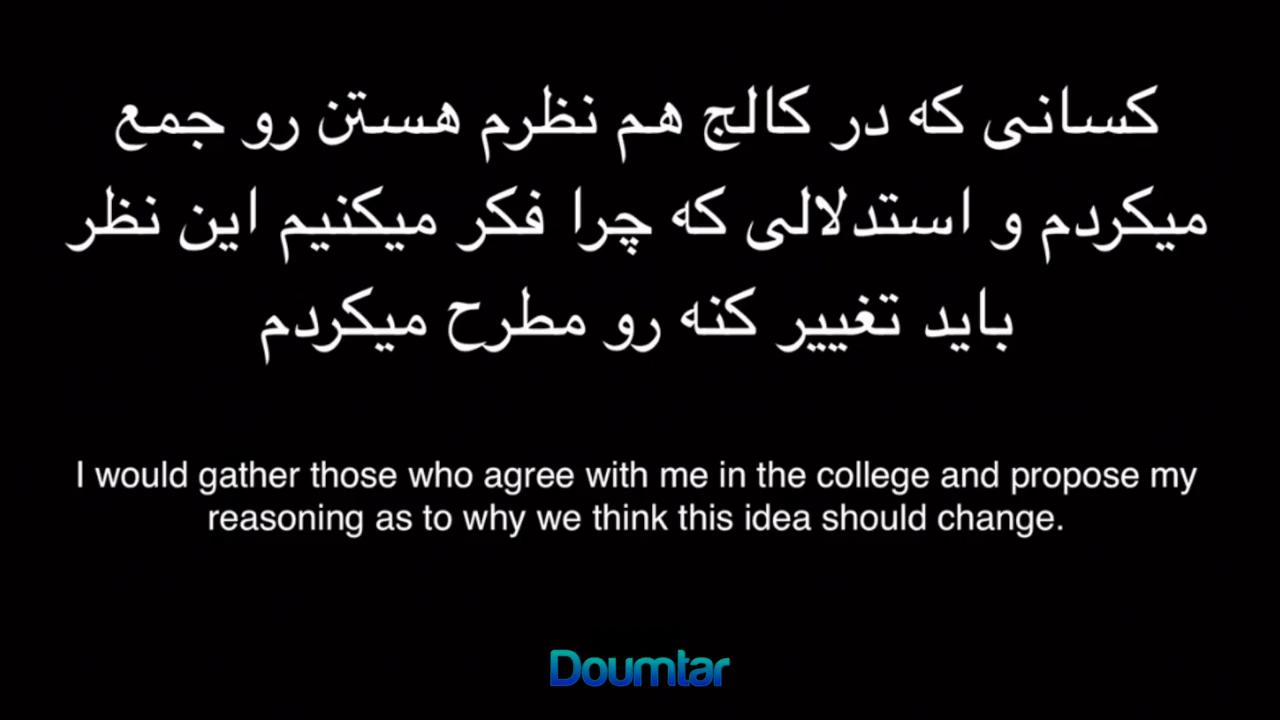 کسانی که در کالج هم نظرم هستن رو جمع
میکردم و استدلالی که چرا فکر میکنیم این نظر
باید تغییر کنه رو مطرح میکردم
I would gather those who agree with me in the college and propose my
reasoning as to why we think this idea should change.
Doumtar